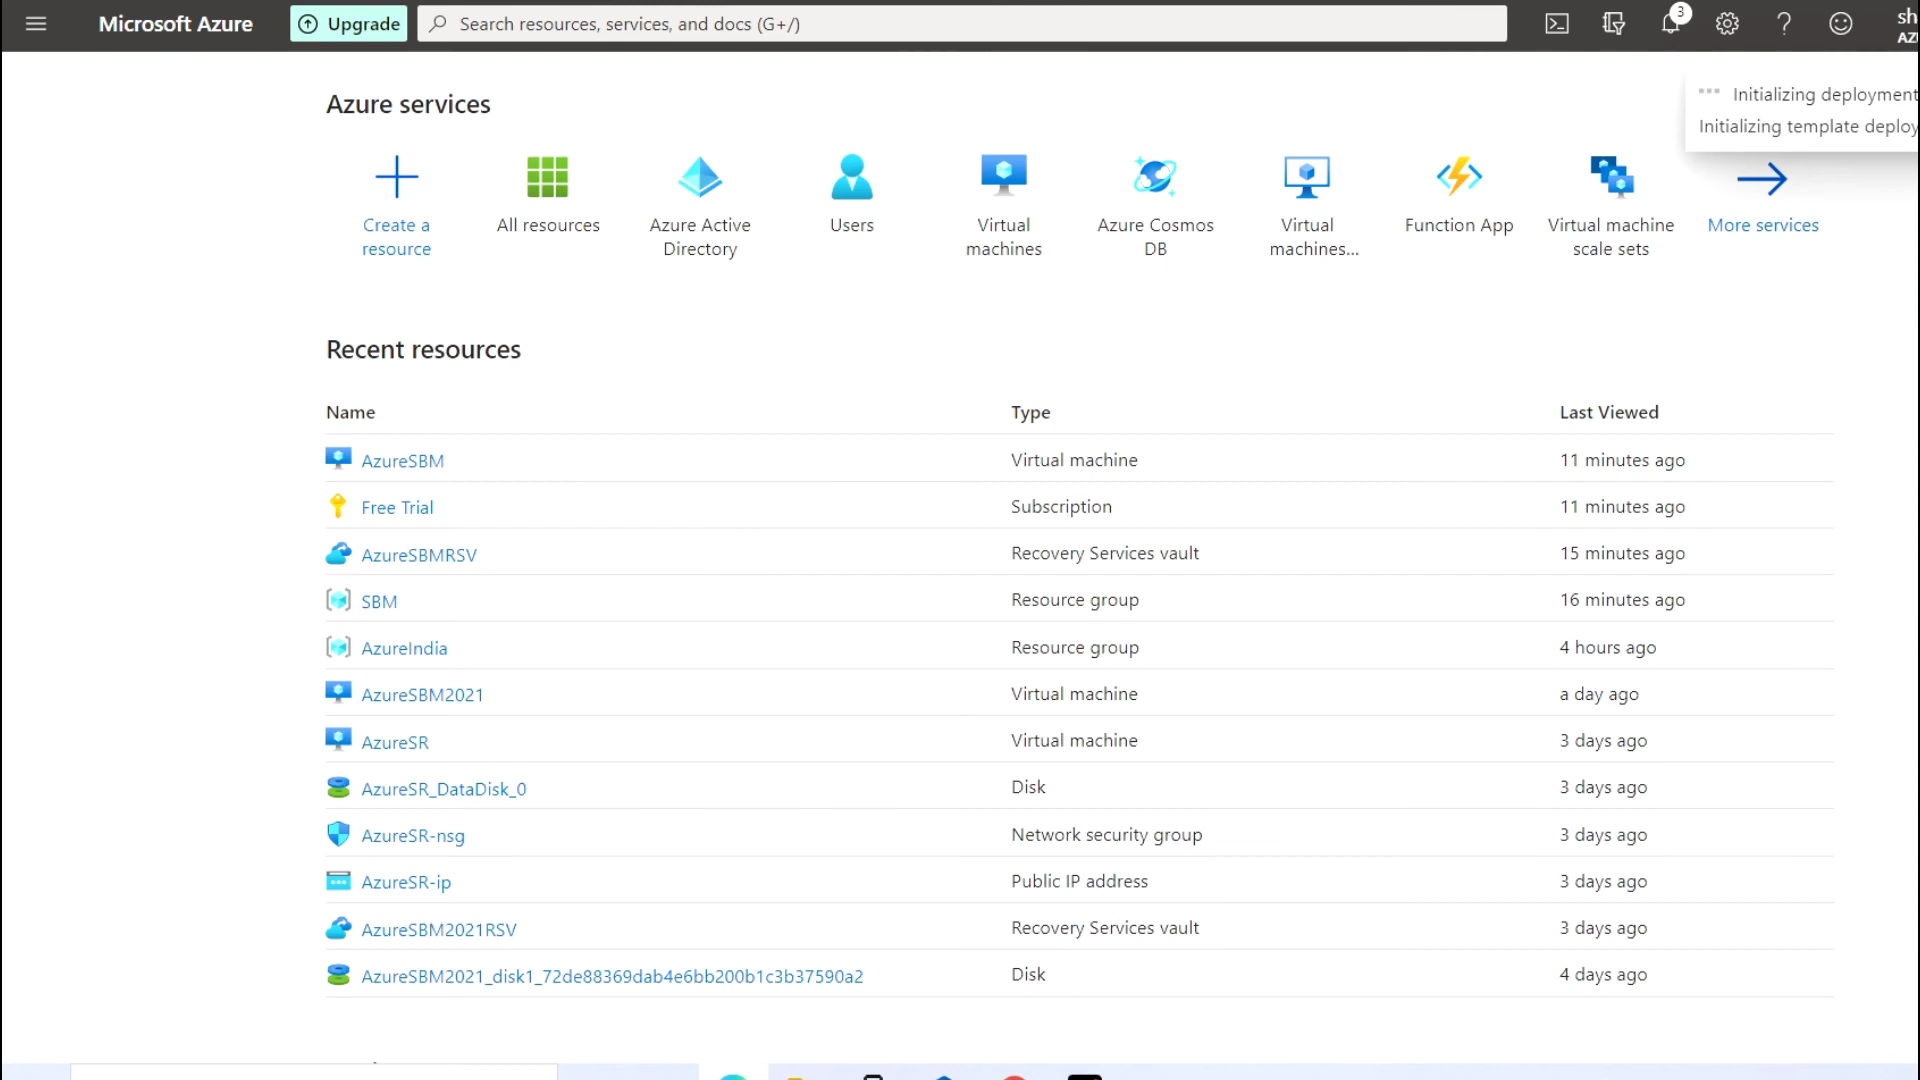 Microsoft Azure
Upgrade
Search resources, services, and docs (G+/)
3
sh
AZ
Initializing deployment
Initializing template deploy
Azure services
Create a
resource
All resources
Azure Active
Directory
Users
Virtual
machines
Azure Cosmos
DB
Virtual
machines...
Function App
Virtual machine
scale sets
More services
Recent resources
Name Type Last Viewed
AzureSBM Virtual machine 11 minutes ago
Free Trial Subscription 11 minutes ago
AzureSBMRSV Recovery Services vault 15 minutes ago
SBM Resource group 16 minutes ago
AzureIndia Resource group 4 hours ago
AzureSBM2021 Virtual machine a day ago
AzureSR Virtual machine 3 days ago
AzureSR_DataDisk_0 Disk 3 days ago
AzureSR-nsg Network security group 3 days ago
AzureSR-ip Public IP address 3 days ago
AzureSBM2021RSV Recovery Services vault 3 days ago
AzureSBM2021_disk1_72de88369dab4e6bb200b1c3b37590a2 Disk 4 days ago